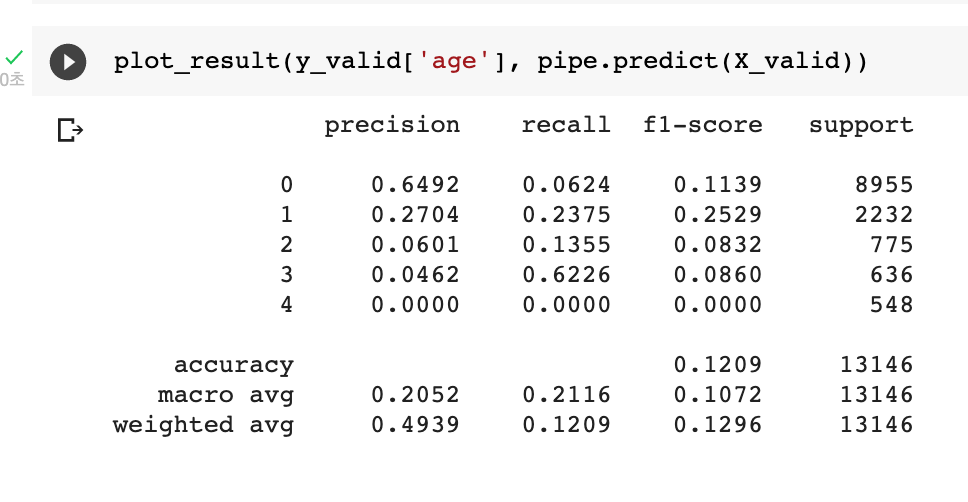 plot_result(y_valid['age'], pipe.predict(X_valid))
0초
precision recall f1-score support
0 0.6492 0.0624 0.1139 8955
1 0.2704 0.2375 0.2529 2232
2 0.0601 0.1355 0.0832 775
3 0.0462 0.6226 0.0860 636
4 0.0000 0.0000 0.0000 548
accuracy 0.1209 13146
macro avg 0.2052 0.2116 0.1072 13146
weighted avg 0.4939 0.1209 0.1296 13146